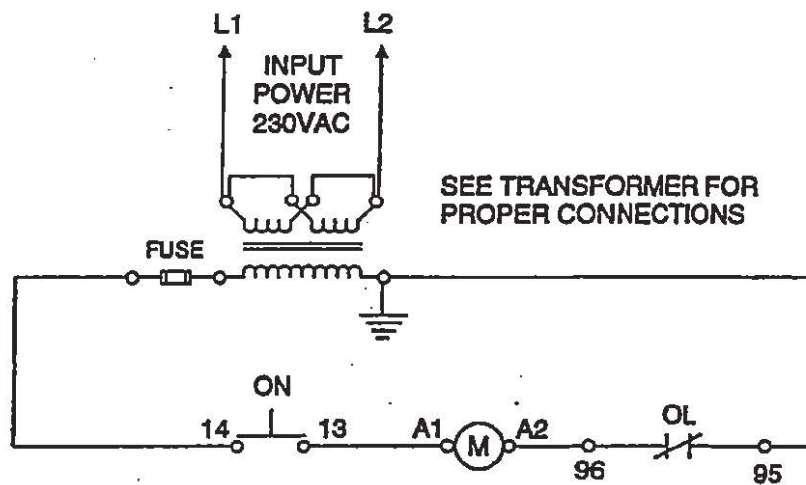 L1
L2
INPUT
POWER
230VAC
SEE TRANSFORMER FOR
PROPER CONNECTIONS
FUSE
ON
14
13
A1
M
A2
96
OL
95